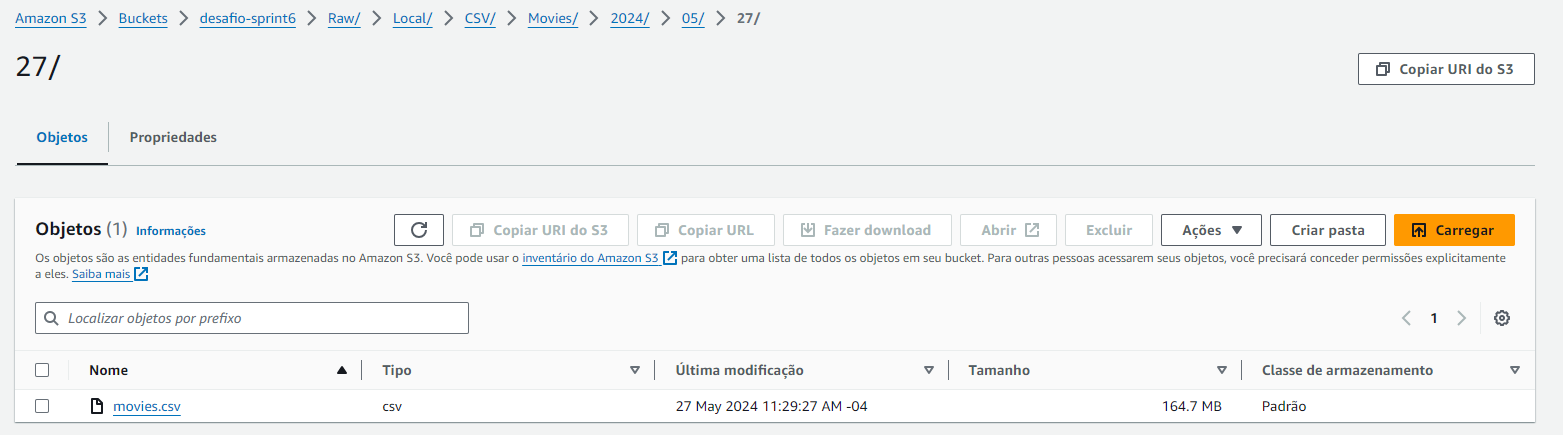 Amazon S3 > Buckets > desafio-sprint6 > Raw/ > Local/ > CSV/ > Movies/ > 2024/ > 05/ > 27/
27/
Copiar URI do S3
Objetos Propriedades
Objetos (1) Informações Copiar URI do S3 Copiar URL Fazer download Abrir Excluir Ações Criar pasta Carregar
Os objetos são as entidades fundamentais armazenadas no Amazon S3. Você pode usar o inventário do Amazon S3 para obter uma lista de todos os objetos em seu bucket. Para outras pessoas acessarem seus objetos, você precisará conceder permissões explicitamente
a eles. Saiba mais
Localizar objetos por prefixo 1
Nome Tipo Última modificação Tamanho Classe de armazenamento
movies.csv csv 27 May 2024 11:29:27 AM -04 164.7 MB Padrão